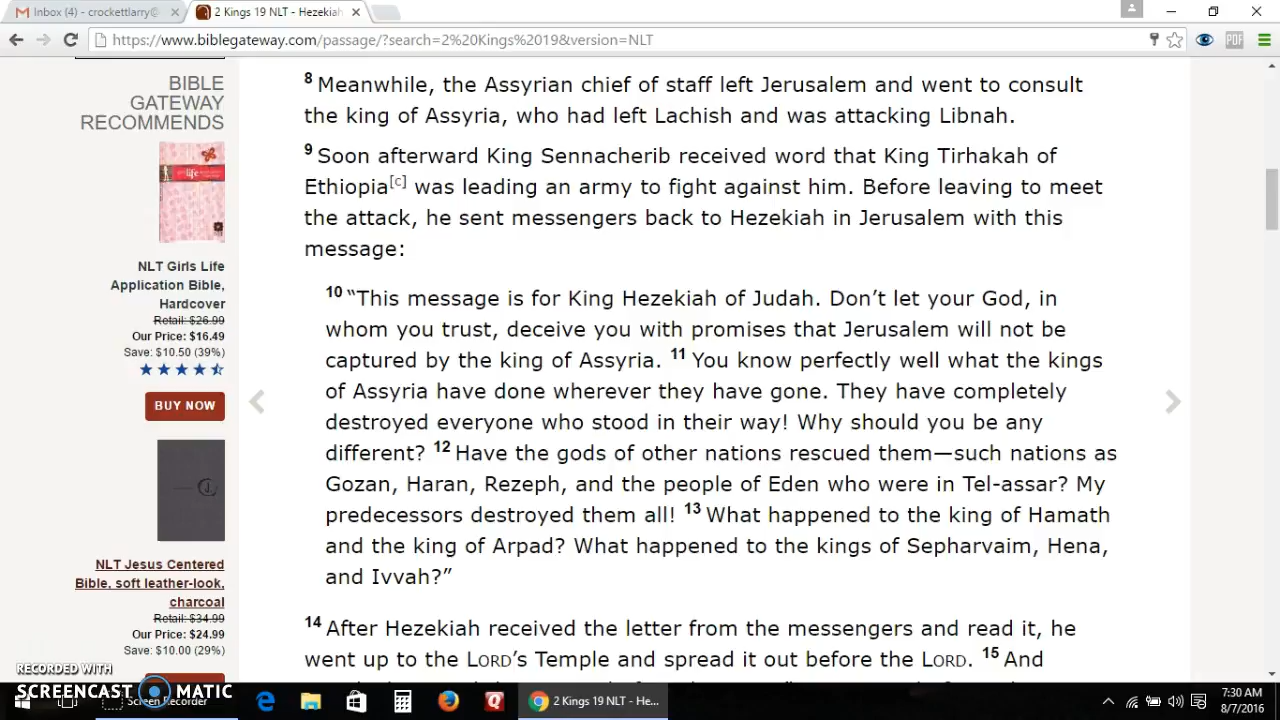 Inbox (4) - crockettlarry@
2 Kings 19 NLT - Hezekiah
https://www.biblegateway.com/passage/?search=2%20Kings%2019&version=NLT
PDF
BIBLE
GATEWAY
RECOMMENDS
life
NLT Girls Life
Application Bible,
Hardcover
Retail: $26.99
Our Price: $16.49
Save: $10.50 (39%)
BUY NOW
NLT Jesus Centered
Bible, soft leather-look,
charcoal
Retail: $34.99
Our Price: $24.99
Save: $10.00 (29%)
8 Meanwhile, the Assyrian chief of staff left Jerusalem and went to consult
the king of Assyria, who had left Lachish and was attacking Libnah.
9 Soon afterward King Sennacherib received word that King Tirhakah of
Ethiopia[c] was leading an army to fight against him. Before leaving to meet
the attack, he sent messengers back to Hezekiah in Jerusalem with this
message:
10 “This message is for King Hezekiah of Judah. Don’t let your God, in
whom you trust, deceive you with promises that Jerusalem will not be
captured by the king of Assyria. 11 You know perfectly well what the kings
of Assyria have done wherever they have gone. They have completely
destroyed everyone who stood in their way! Why should you be any
different? 12 Have the gods of other nations rescued them—such nations as
Gozan, Haran, Rezeph, and the people of Eden who were in Tel-assar? My
predecessors destroyed them all! 13 What happened to the king of Hamath
and the king of Arpad? What happened to the kings of Sepharvaim, Hena,
and Ivvah?”
14 After Hezekiah received the letter from the messengers and read it, he
went up to the LORD’s Temple and spread it out before the LORD. 15 And
RECORDED WITH
SCREENCAST MATIC
Screen Recorder
2 Kings 19 NLT - He...
7:30 AM
8/7/2016